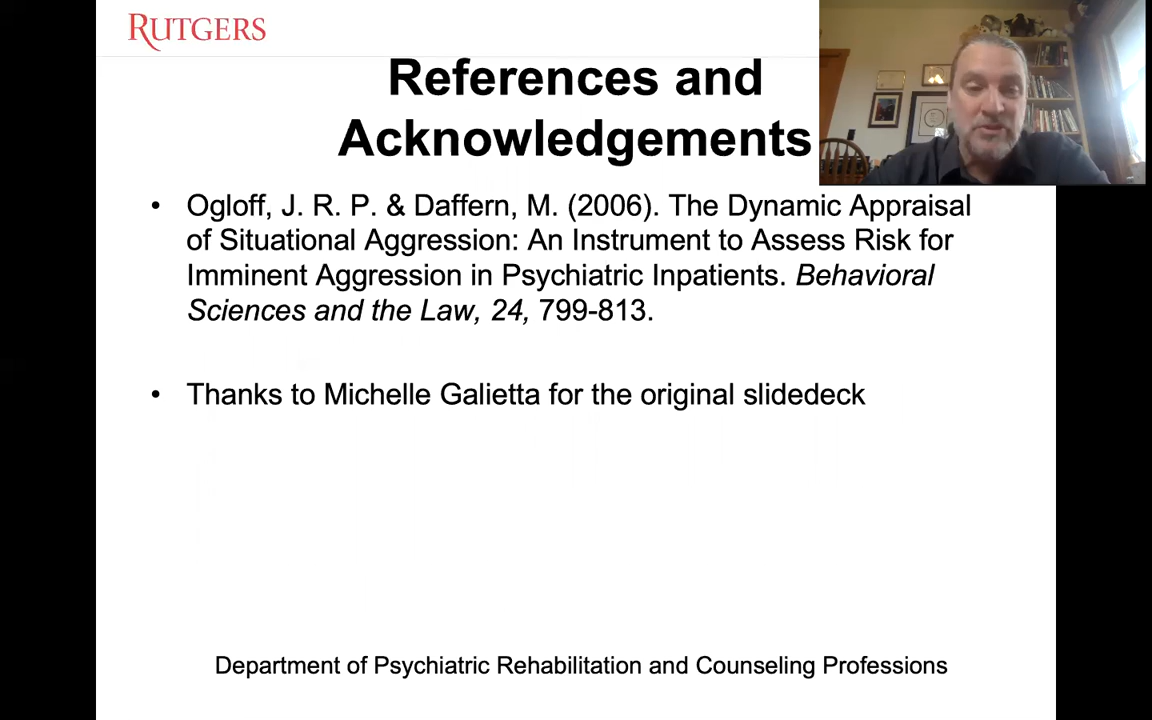 RUTGERS
References and
Acknowledgements
• Ogloff, J. R. P. & Daffern, M. (2006). The Dynamic Appraisal
of Situational Aggression: An Instrument to Assess Risk for
Imminent Aggression in Psychiatric Inpatients. Behavioral
Sciences and the Law, 24, 799-813.
• Thanks to Michelle Galietta for the original slidedeck
Department of Psychiatric Rehabilitation and Counseling Professions